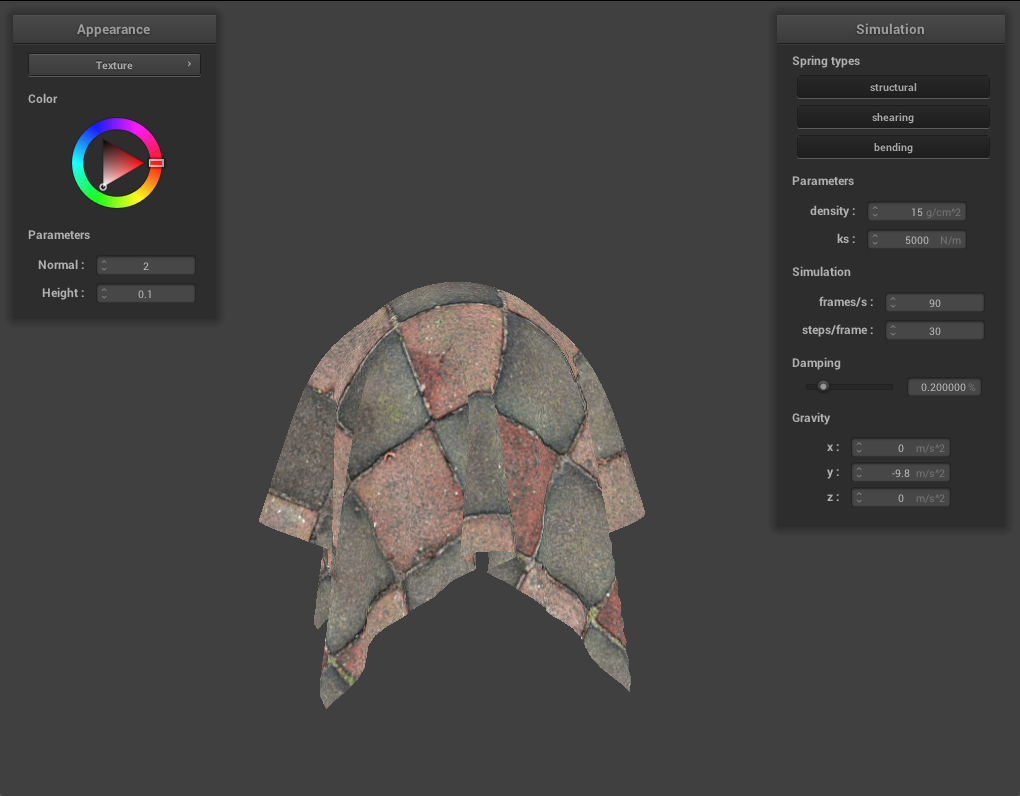 Appearance
Texture
Color
Parameters
Normal : 2
Height : 0.1
Simulation
Spring types
structural
shearing
bending
Parameters
density : 15 g/cm^2
ks : 5000 N/m
Simulation
frames/s : 90
steps/frame : 30
Damping
0.200000 %
Gravity
x : 0 m/s^2
y : -9.8 m/s^2
z : 0 m/s^2